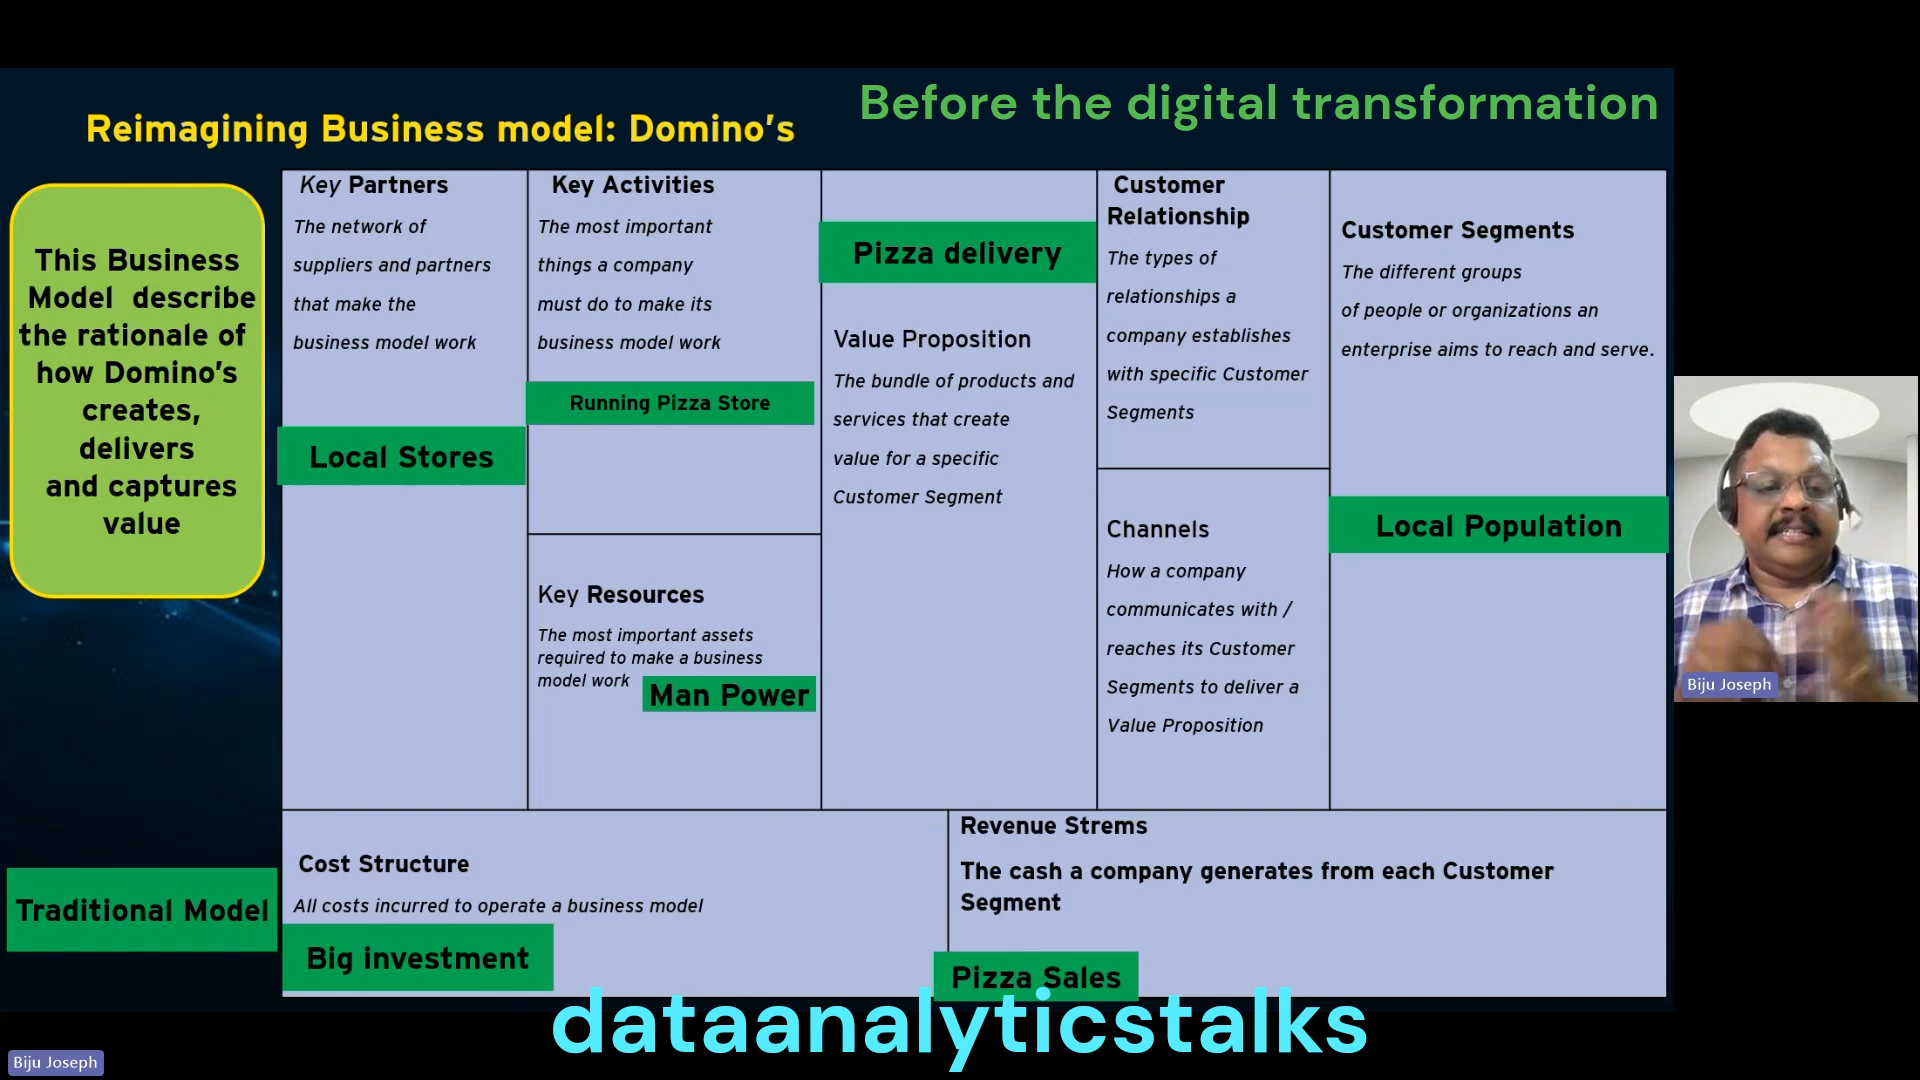 Before the digital transformation
Reimagining Business model: Domino's
This Business
Model describe
the rationale of
how Domino's
creates,
delivers
and captures
value
Key Partners
The network of
suppliers and partners
that make the
business model work
Local Stores
Key Activities
The most important
things a company
must do to make its
business model work
Running Pizza Store
Key Resources
The most important assets
required to make a business
model work
Man Power
Pizza delivery
Value Proposition
The bundle of products and
services that create
value for a specific
Customer Segment
Customer
Relationship
The types of
relationships a
company establishes
with specific Customer
Segments
Channels
How a company
communicates with /
reaches its Customer
Segments to deliver a
Value Proposition
Customer Segments
The different groups
of people or organizations an
enterprise aims to reach and serve.
Local Population
Traditional Model
Cost Structure
All costs incurred to operate a business model
Big investment
Revenue Strems
The cash a company generates from each Customer
Segment
Pizza Sales
dataanalyticstalks
Biju Joseph
Biju Joseph